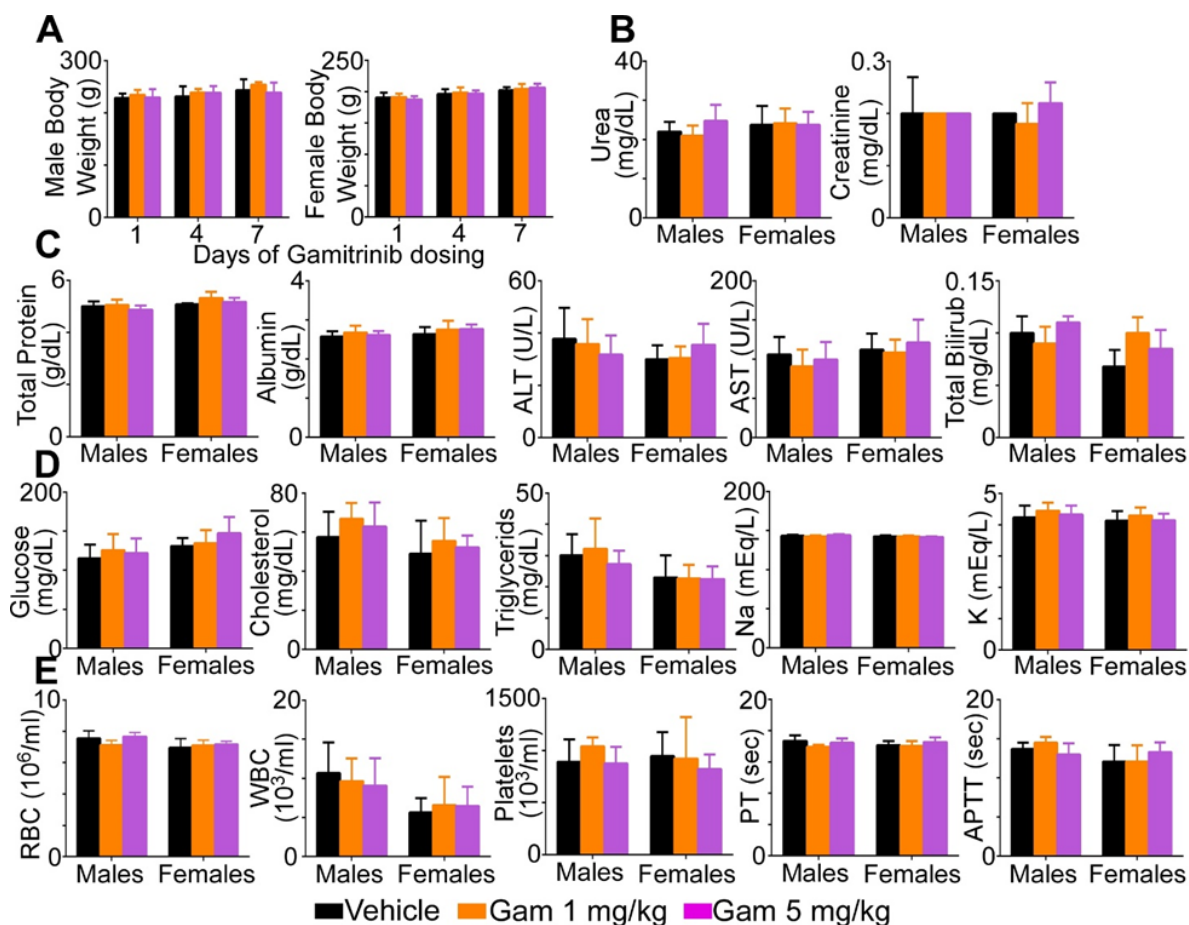 A
Male Body
Weight (g)
300
0
Female Body
Weight (g)
250
0
1 4 7
1 4 7
Days of Gamitrinib dosing
B
Urea
(mg/dL)
40
0
Males Females
Creatinine
(mg/dL)
0.3
0
Males Females
C
Total Protein
(g/dL)
6
0
Males Females
Albumin
(g/dL)
4
0
Males Females
ALT (U/L)
60
0
Males Females
AST (U/L)
200
0
Males Females
Total Bilirub
(mg/dL)
0.15
0
Males Females
D
Glucose
(mg/dL)
200
0
Males Females
Cholesterol
(mg/dL)
80
0
Males Females
Triglycerids
(mg/dL)
50
0
Males Females
Na (mEq/L)
200
0
Males Females
K (mEq/L)
5
0
Males Females
E
RBC (10⁶/ml)
10
0
Males Females
WBC
(10³/ml)
20
0
Males Females
Platelets
(10³/ml)
1500
0
Males Females
PT (sec)
20
0
Males Females
APTT (sec)
20
0
Males Females
Vehicle Gam 1 mg/kg Gam 5 mg/kg